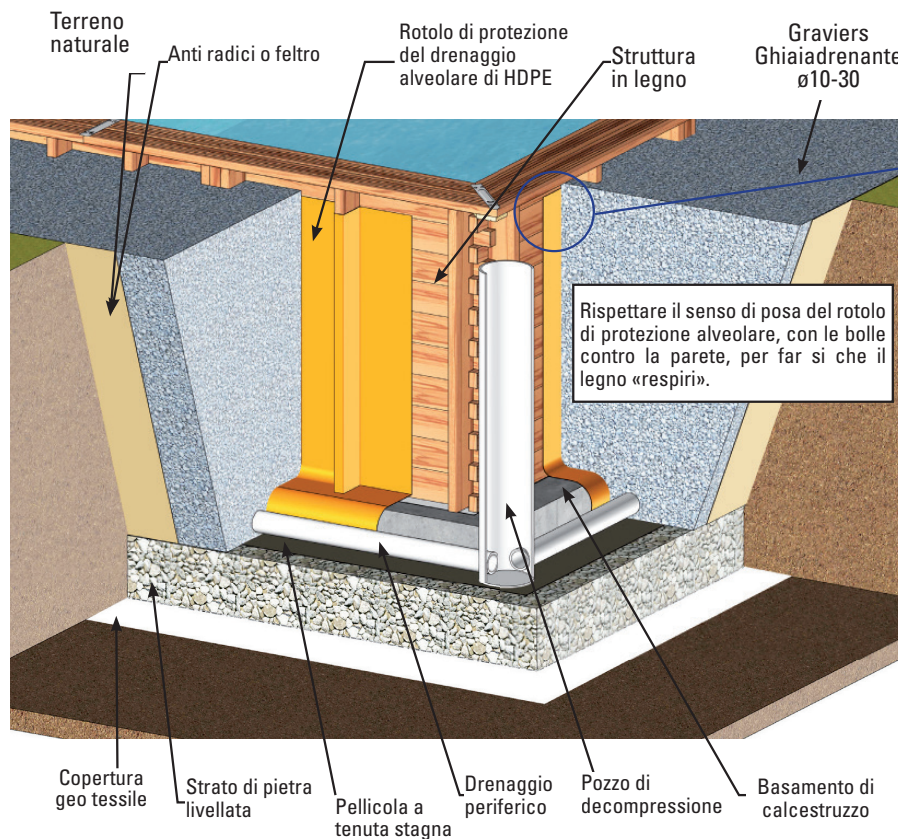 Terreno
naturale
Anti radici o feltro
Rotolo di protezione
del drenaggio
alveolare di HDPE
Struttura
in legno
Graviers
Ghiaiadrenante
ø10-30
Rispettare il senso di posa del rotolo
di protezione alveolare, con le bolle
contro la parete, per far si che il
legno «respiri».
Copertura
geo tessile
Strato di pietra
livellata
Pellicola a
tenuta stagna
Drenaggio
periferico
Pozzo di
decompressione
Basamento di
calcestruzzo